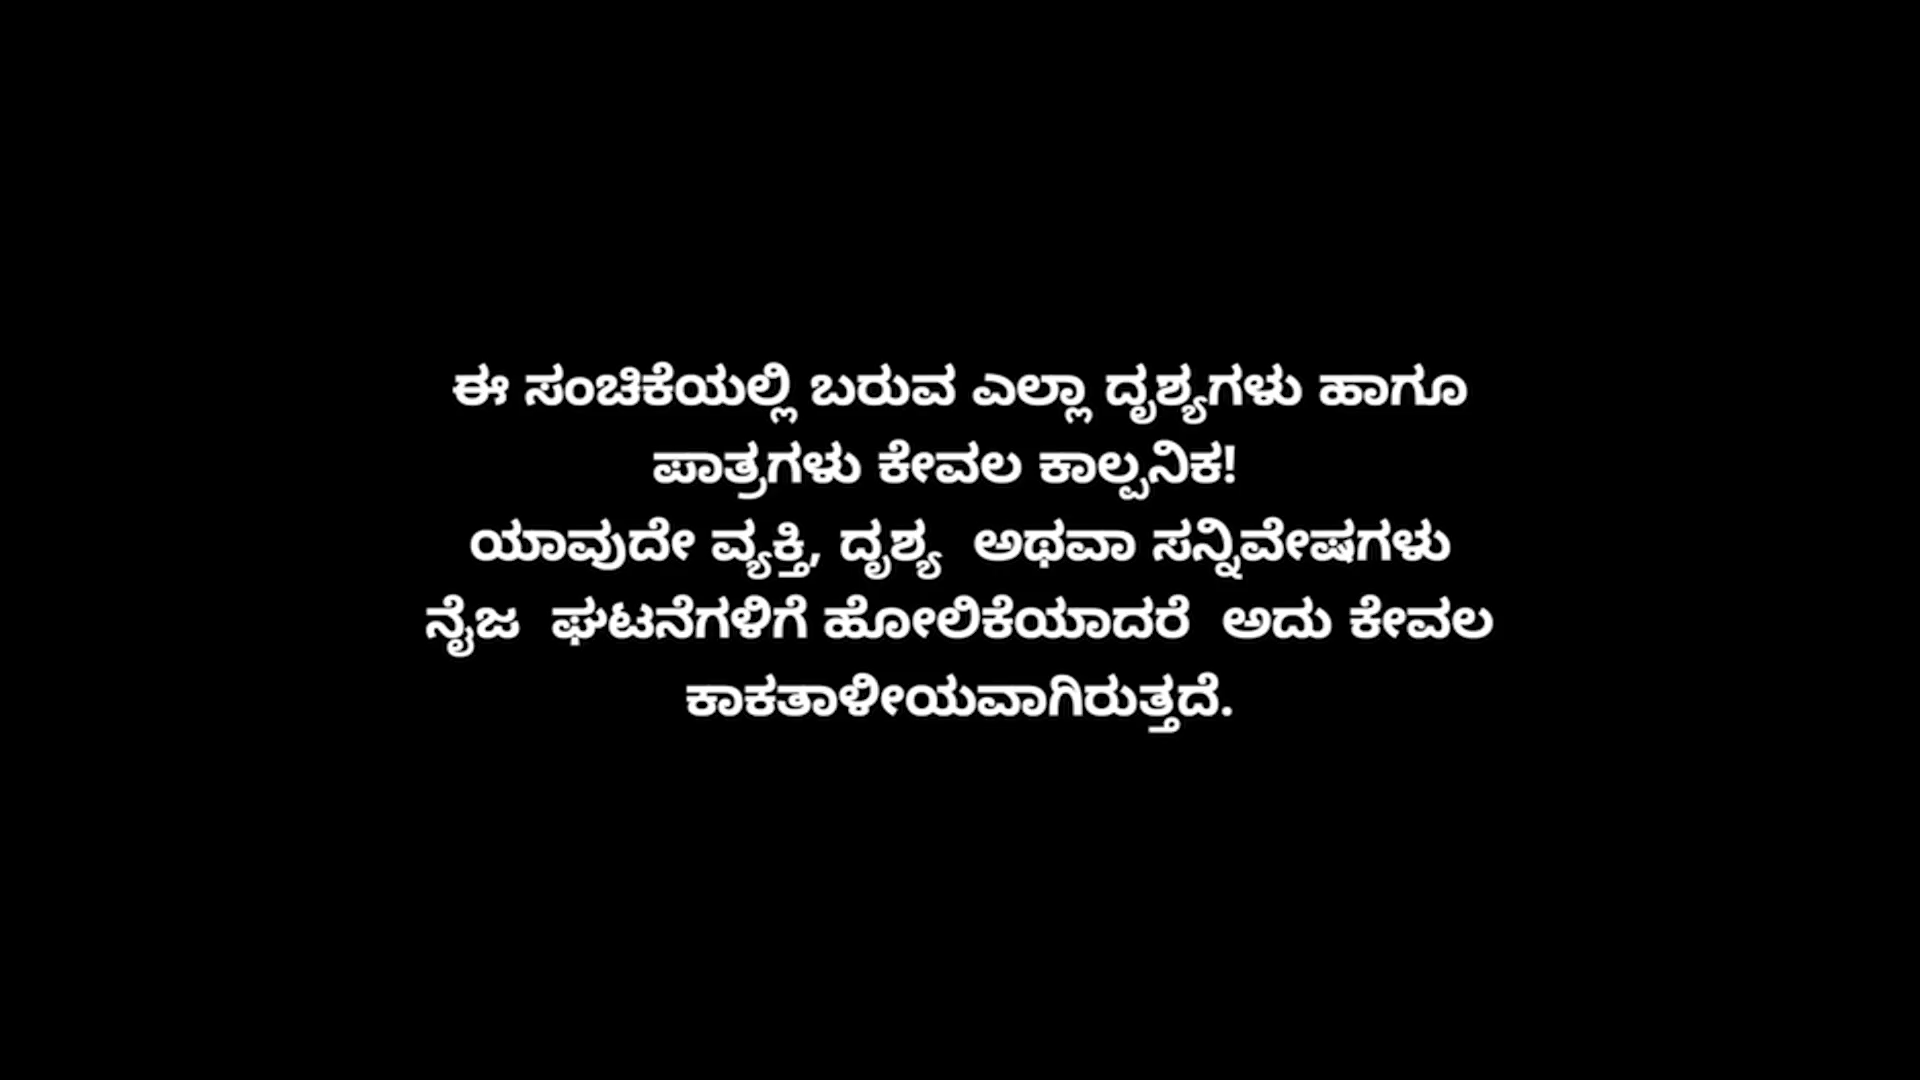 ಈ ಸಂಚಿಕೆಯಲ್ಲಿ ಬರುವ ಎಲ್ಲಾ ದೃಶ್ಯಗಳು ಹಾಗೂ
ಪಾತ್ರಗಳು ಕೇವಲ ಕಾಲ್ಪನಿಕ!
ಯಾವುದೇ ವ್ಯಕ್ತಿ, ದೃಶ್ಯ ಅಥವಾ ಸನ್ನಿವೇಷಗಳು
ನೈಜ ಘಟನೆಗಳಿಗೆ ಹೋಲಿಕೆಯಾದರೆ ಅದು ಕೇವಲ
ಕಾಕತಾಳೀಯವಾಗಿರುತ್ತದೆ.